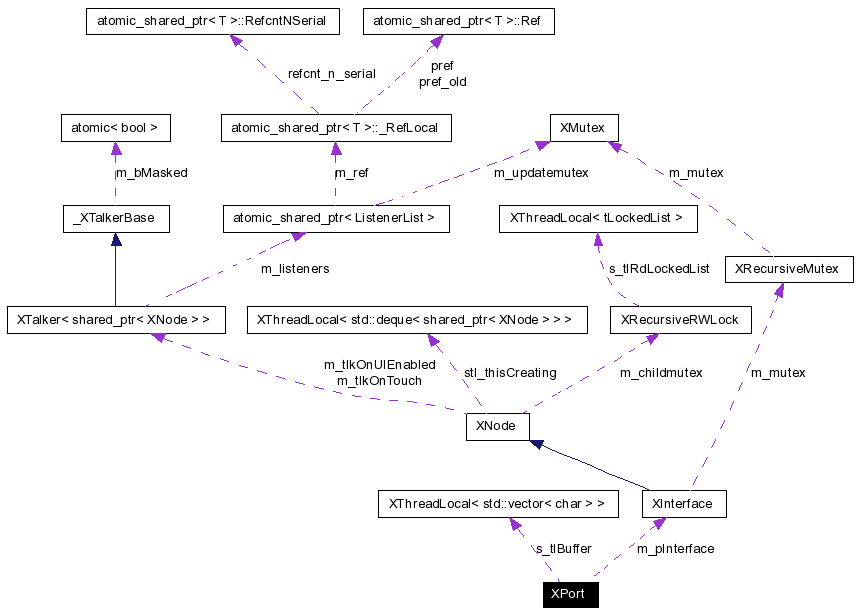 atomic_shared_ptr< T >::RefcntNSerial
atomic_shared_ptr< T >::Ref
refcnt_n_serial
pref
pref_old
atomic< bool >
atomic_shared_ptr< T >::_RefLocal
XMutex
m_bMasked
m_ref
m_updatemutex
m_mutex
_XTalkerBase
atomic_shared_ptr< ListenerList >
XThreadLocal< tLockedList >
m_listeners
s_tlRdLockedList
XRecursiveMutex
XTalker< shared_ptr< XNode > >
XThreadLocal< std::deque< shared_ptr< XNode > > >
XRecursiveRWLock
m_tlkOnUIEnabled
m_tlkOnTouch
stl_thisCreating
m_childmutex
m_mutex
XNode
XThreadLocal< std::vector< char > >
XInterface
s_tlBuffer
m_pInterface
XPort